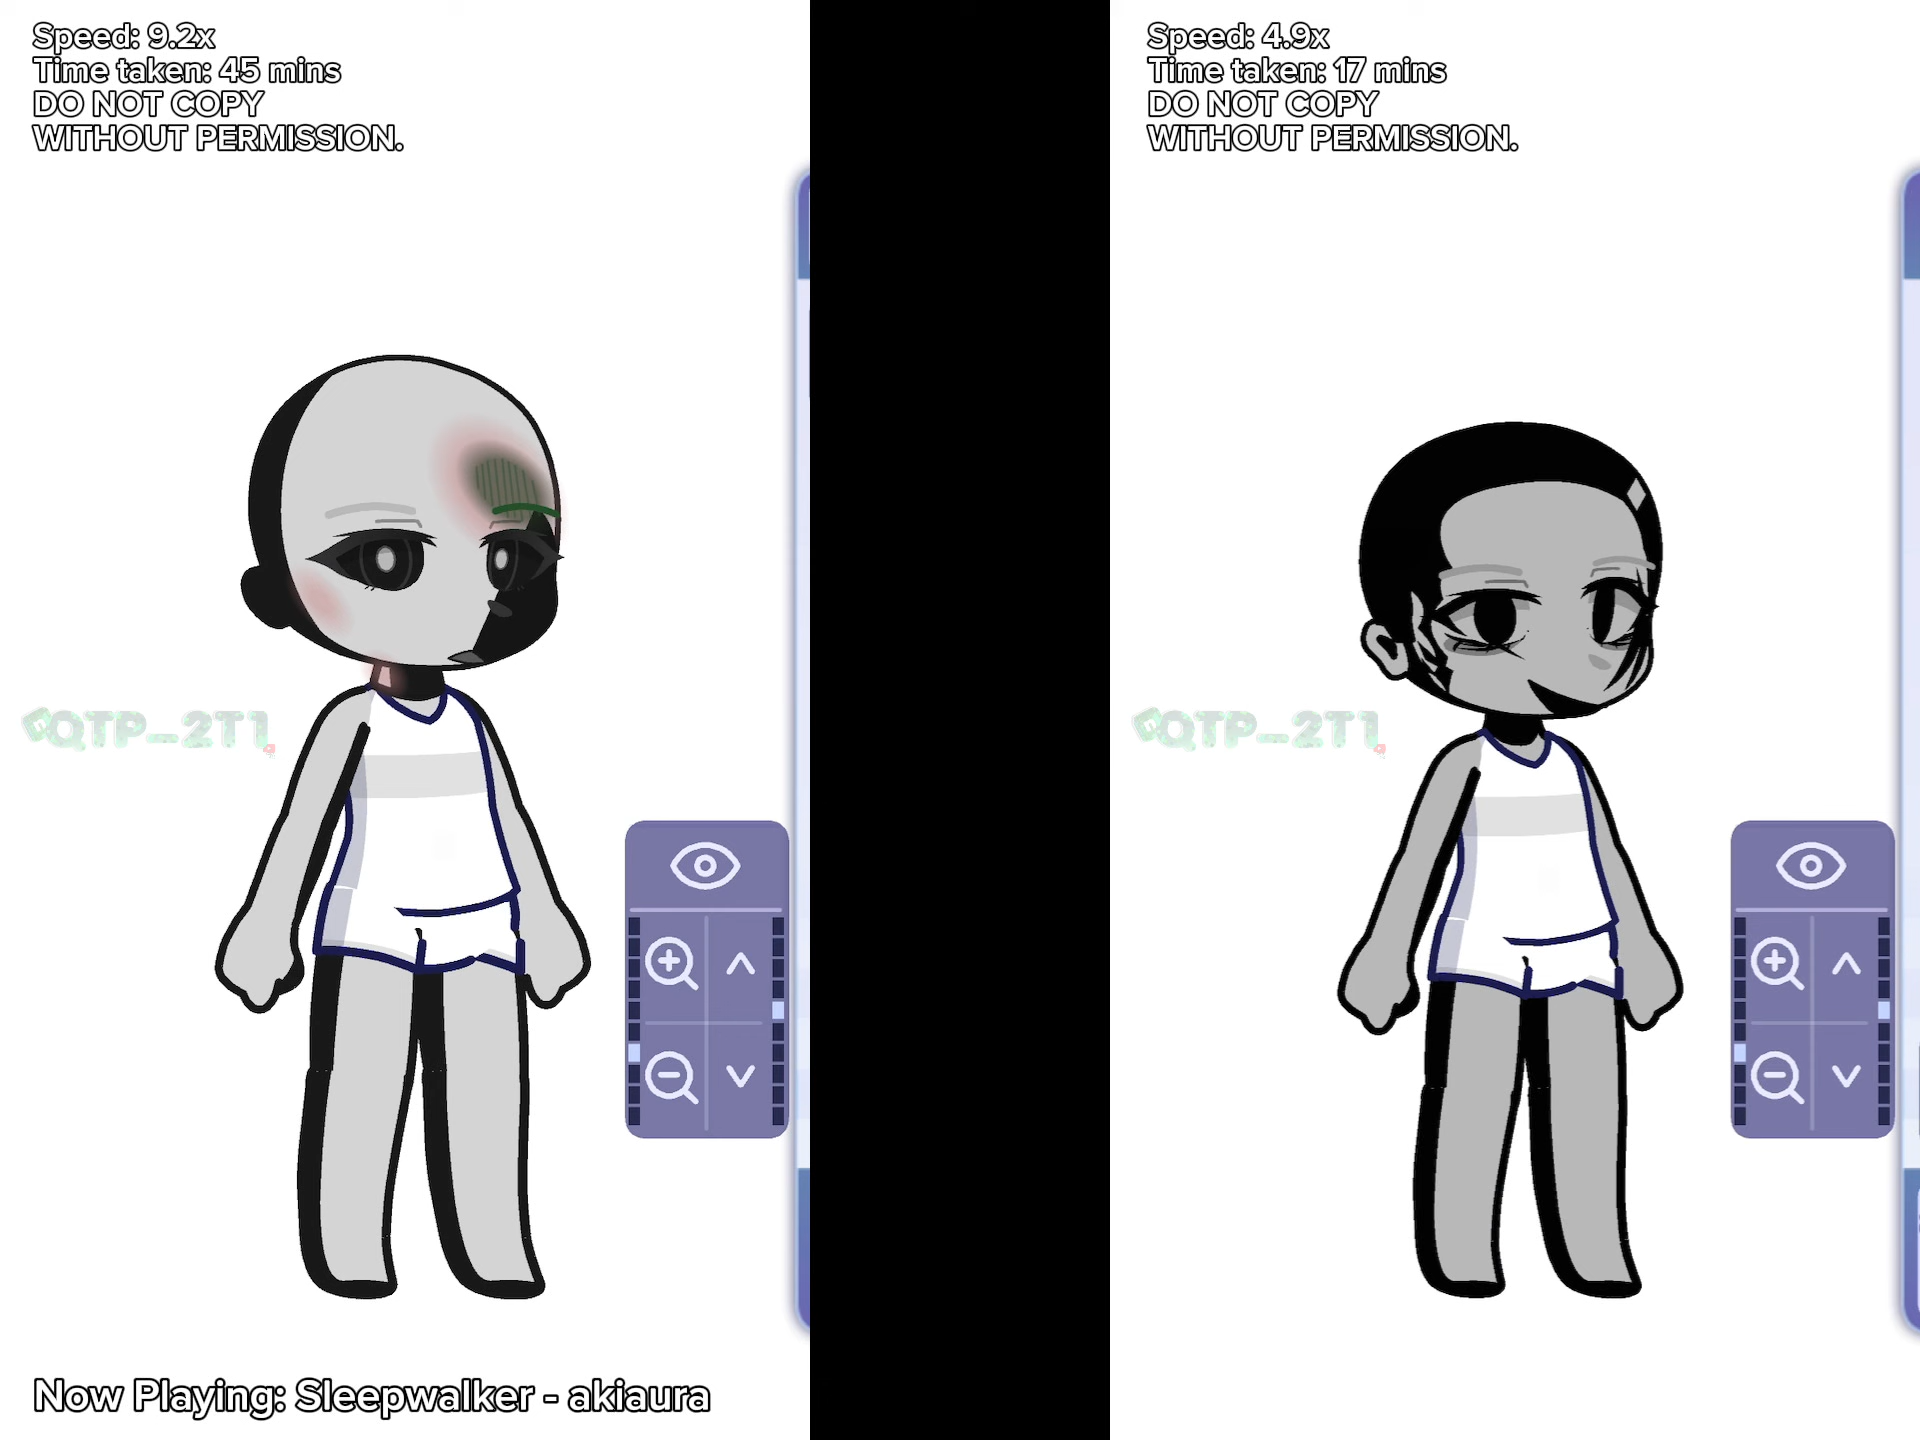 Speed: 9.2x
Time taken: 45 mins
DO NOT COPY
WITHOUT PERMISSION.
QTP_2T1
Now Playing: Sleepwalker - akiaura
Speed: 4.9x
Time taken: 17 mins
DO NOT COPY
WITHOUT PERMISSION.
QTP_2T1